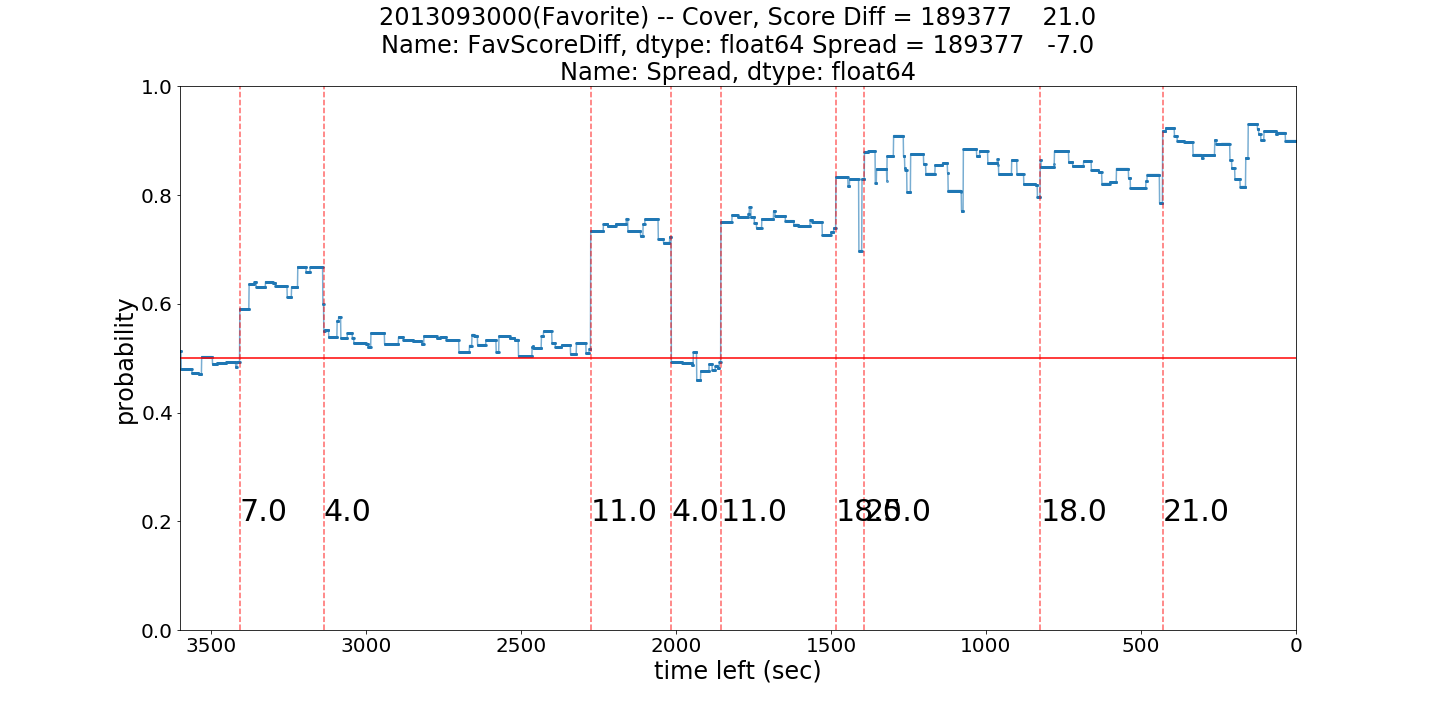 2013093000(Favorite) -- Cover, Score Diff = 189377    21.0
Name: FavScoreDiff, dtype: float64 Spread = 189377   -7.0
Name: Spread, dtype: float64
1.0
0.8
0.6
0.4
0.2
0.0
probability
7.0 4.0 11.0 4.0 11.0 18.0 25.0 18.0 21.0
3500 3000 2500 2000 1500 1000 500 0
time left (sec)